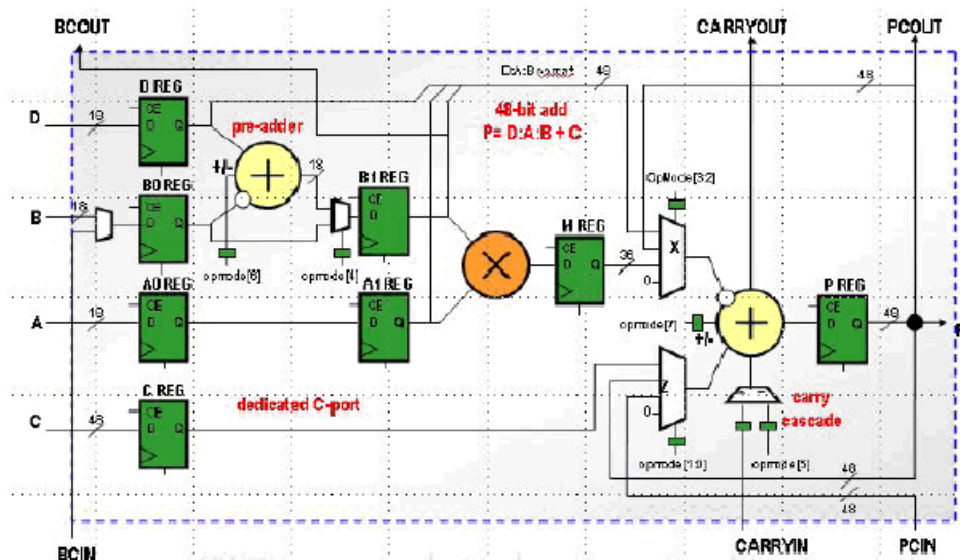 BCOUT
CARRYOUT
PCOUT
48
48
D REG
D
18
CE
D Q
pre-adder
48-bit add
P= D:A:B + C
+/-
18
B0 REG
B1 REG
B
18
CE
D
CE
D
OpMode[3:2]
M REG
CE
D Q
36
X
0
opmode[6]
opmode[4]
A0 REG
A1 REG
A
18
CE
D Q
CE
D Q
P REG
CE
D Q
48
opmode[7]
+/-
C REG
C
48
CE
D Q
dedicated C-port
Z
0
carry
cascade
opmode[1:0]
opmode[5]
48
48
BCIN
CARRYIN
PCIN